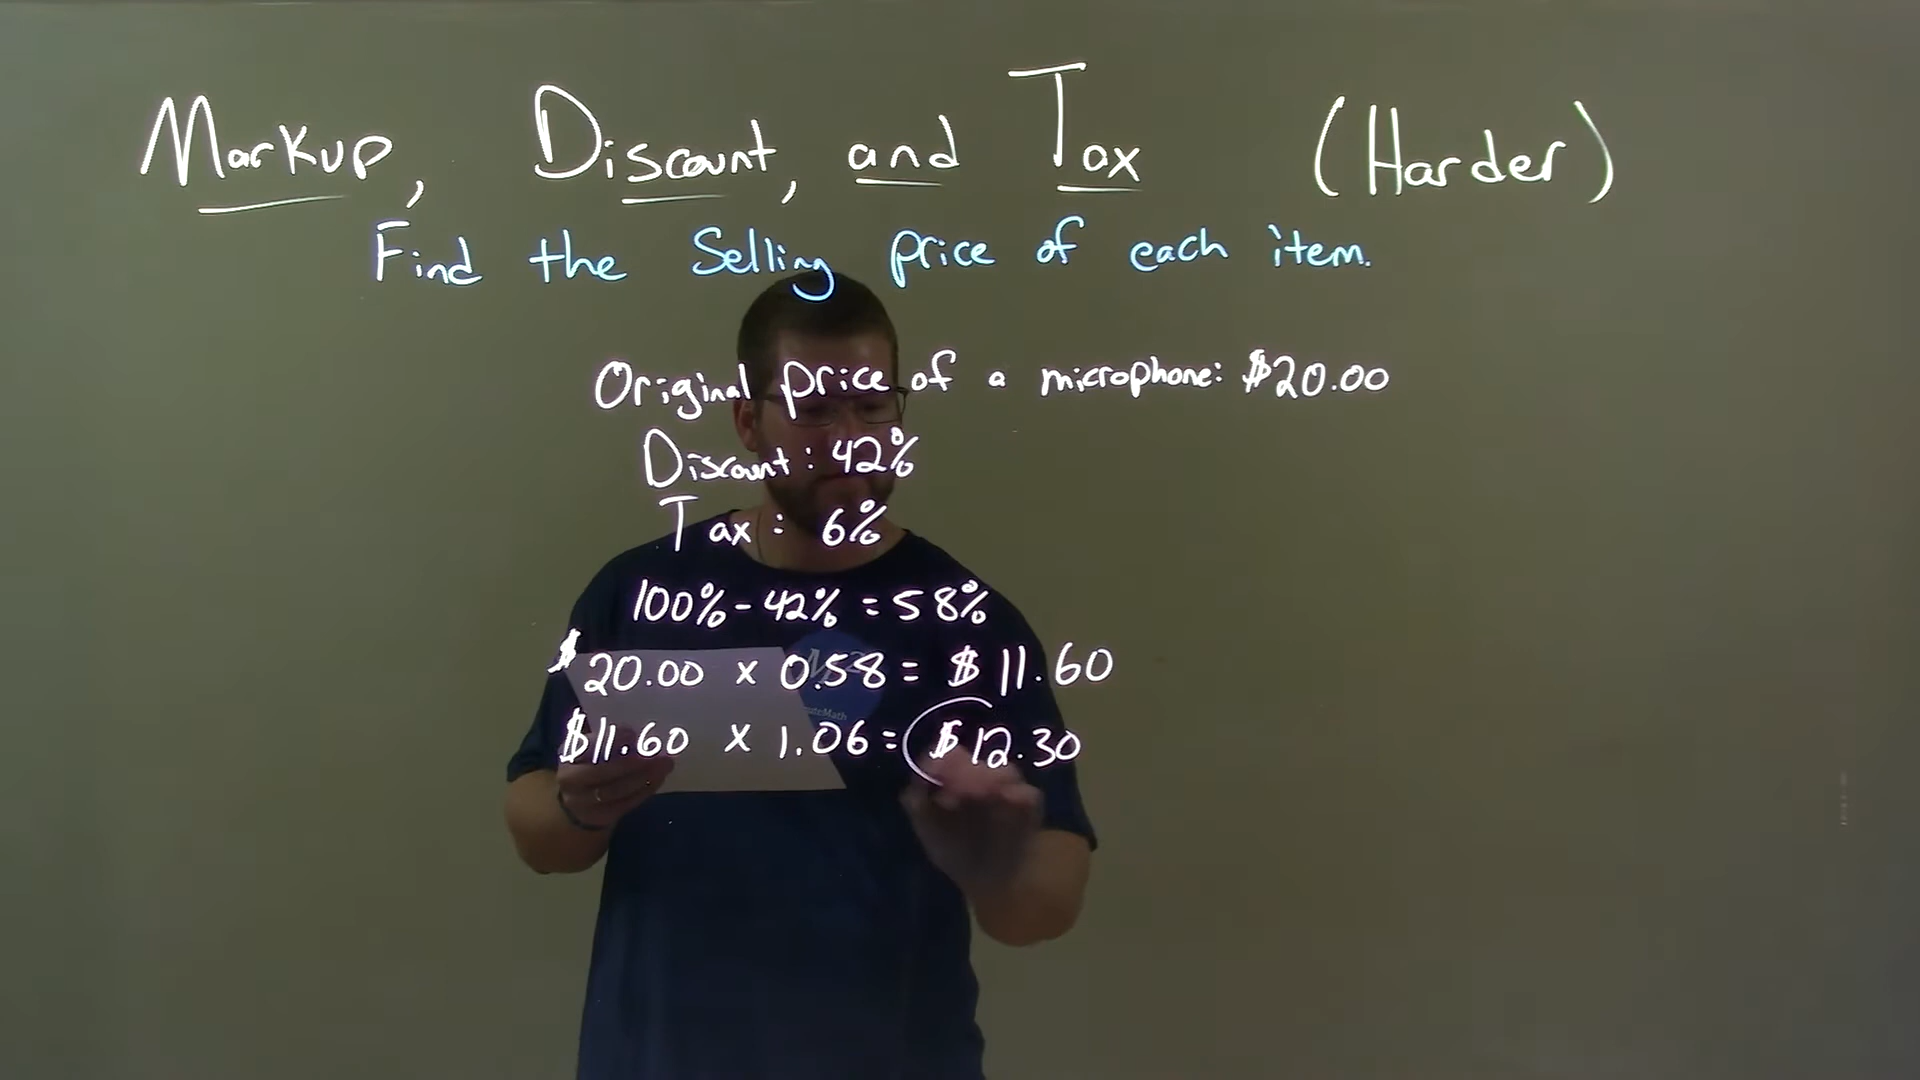 Markup, Discount, and Tax (Harder)
Find the Selling price of each item.
Original price of a microphone: $20.00
Discount: 42%
Tax: 6%
100% - 42% = 58%
$20.00 x 0.58 = $11.60
$11.60 x 1.06 = $12.30